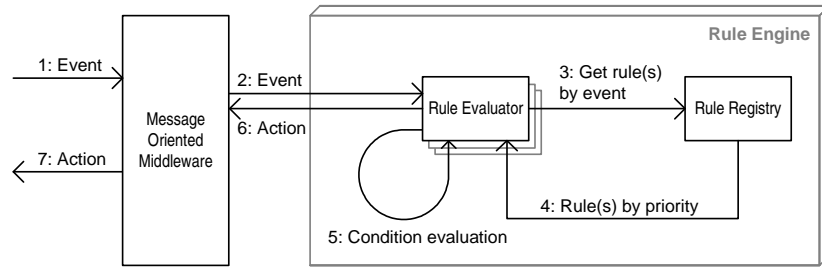 Rule Engine
1: Event
2: Event
3: Get rule(s)
by event
Rule Evaluator
Rule Registry
6: Action
Message
Oriented
Middleware
7: Action
4: Rule(s) by priority
5: Condition evaluation